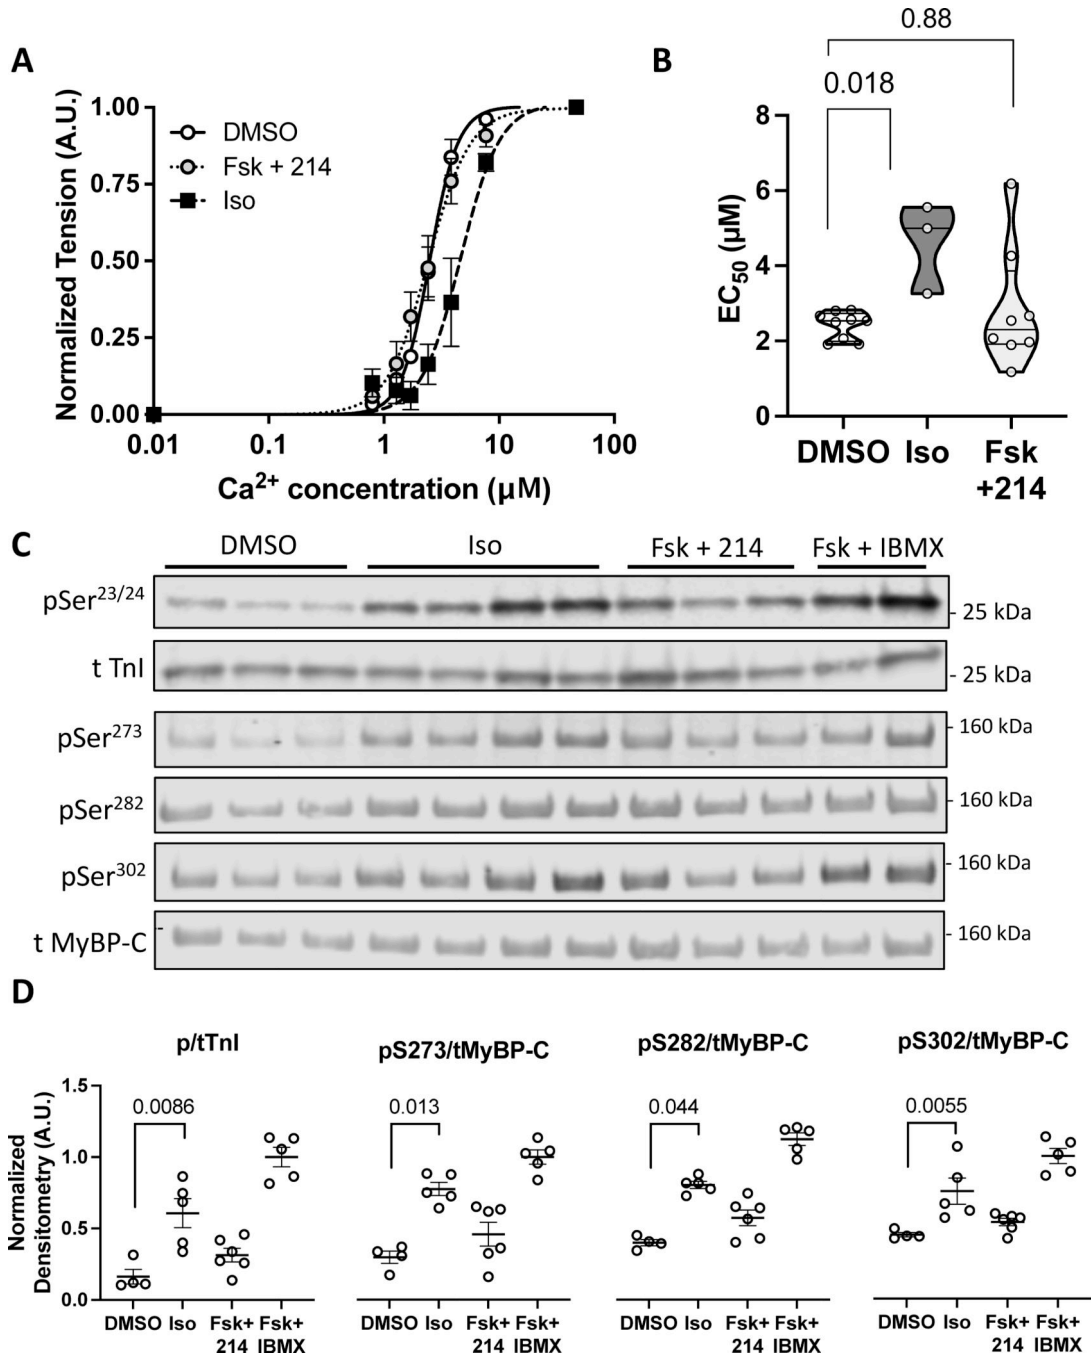 A
Normalized Tension (A.U.)
1.00
0.75
0.50
0.25
0.00
DMSO
Fsk + 214
Iso
0.01
0.1
1
10
100
Ca²⁺ concentration (µM)
B
0.88
0.018
EC₅₀ (µM)
8
6
4
2
0
DMSO
Iso
Fsk
+214
C
DMSO
Iso
Fsk + 214
Fsk + IBMX
pSer²³/²⁴
- 25 kDa
t TnI
- 25 kDa
pSer²⁷³
- 160 kDa
pSer²⁸²
- 160 kDa
pSer³⁰²
- 160 kDa
t MyBP-C
- 160 kDa
D
Normalized
Densitometry (A.U.)
1.5
1.0
0.5
0.0
p/tTnI
0.0086
DMSO Iso Fsk+ Fsk+
214 IBMX
pS273/tMyBP-C
0.013
DMSO Iso Fsk+ Fsk+
214 IBMX
pS282/tMyBP-C
0.044
DMSO Iso Fsk+ Fsk+
214 IBMX
pS302/tMyBP-C
0.0055
DMSO Iso Fsk+ Fsk+
214 IBMX